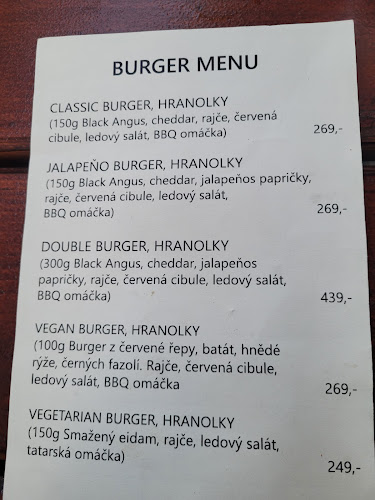 BURGER MENU
CLASSIC BURGER, HRANOLKY
(150g Black Angus, cheddar, rajče, červená
cibule, ledový salát, BBQ omáčka) 269,-
JALAPEŇO BURGER, HRANOLKY
(150g Black Angus, cheddar, jalapeňos papričky,
rajče, červená cibule, ledový salát,
BBQ omáčka) 269,-
DOUBLE BURGER, HRANOLKY
(300g Black Angus, cheddar, jalapeňos
papričky, rajče, červená cibule, ledový salát,
BBQ omáčka) 439,-
VEGAN BURGER, HRANOLKY
(100g Burger z červené řepy, batát, hnědé
rýže, černých fazolí. Rajče, červená cibule,
ledový salát, BBQ omáčka 269,-
VEGETARIAN BURGER, HRANOLKY
(150g Smažený eidam, rajče, ledový salát,
tatarská omáčka) 249,-